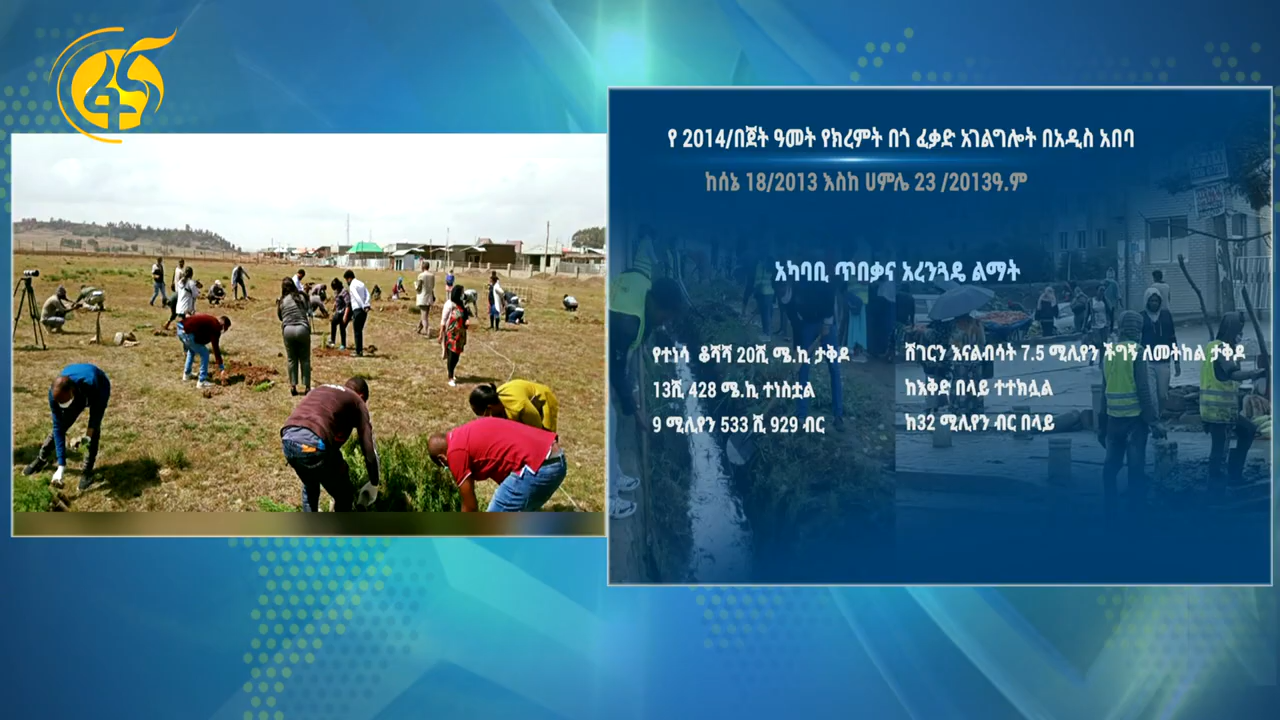 ፋና
የ 2014/በጀት ዓመት የክረምት በጎ ፈቃድ አገልግሎት በአዲስ አበባ
ከሰኔ 18/2013 እስከ ሀምሌ 23 /2013ዓ.ም
አካባቢ ጥበቃና አረንጓዴ ልማት
የተነሳ ቆሻሻ 20ሺ ሜ.ኪ ታቅዶ
13ሺ 428 ሜ.ኪ ተነስቷል
9 ሚሊየን 533 ሺ 929 ብር
ሸገርን እናልብሳት 7.5 ሚሊየን ችግኝ ለመትከል ታቅዶ
ከእቅድ በላይ ተተክሏል
ከ32 ሚሊየን ብር በላይ